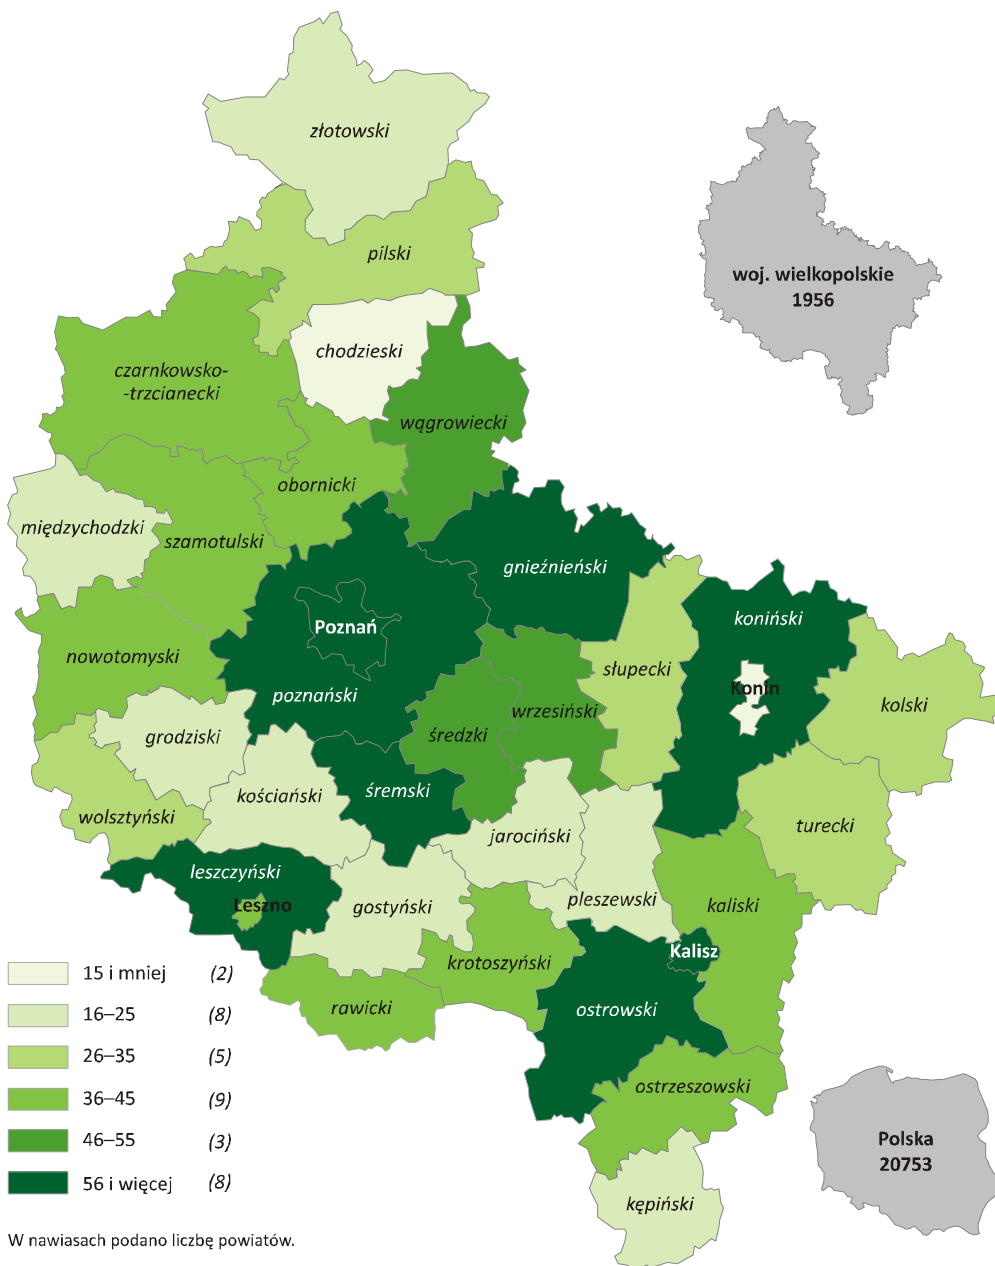 złotowski
pilski
woj. wielkopolskie
1956
chodzieski
czarnkowsko-
-trzcianecki
wągrowiecki
obornicki
międzychodzki
szamotulski
gnieźnieński
koniński
Poznań
nowotomyski
słupecki
Konin
poznański
kolski
wrzesiński
średzki
grodziski
śremski
kościański
wolsztyński
turecki
jarociński
leszczyński
pleszewski
Leszno
gostyński
kaliski
Kalisz
krotoszyński
rawicki
ostrowski
ostrzeszowski
kępiński
Polska
20753
15 i mniej (2)
16–25 (8)
26–35 (5)
36–45 (9)
46–55 (3)
56 i więcej (8)
W nawiasach podano liczbę powiatów.